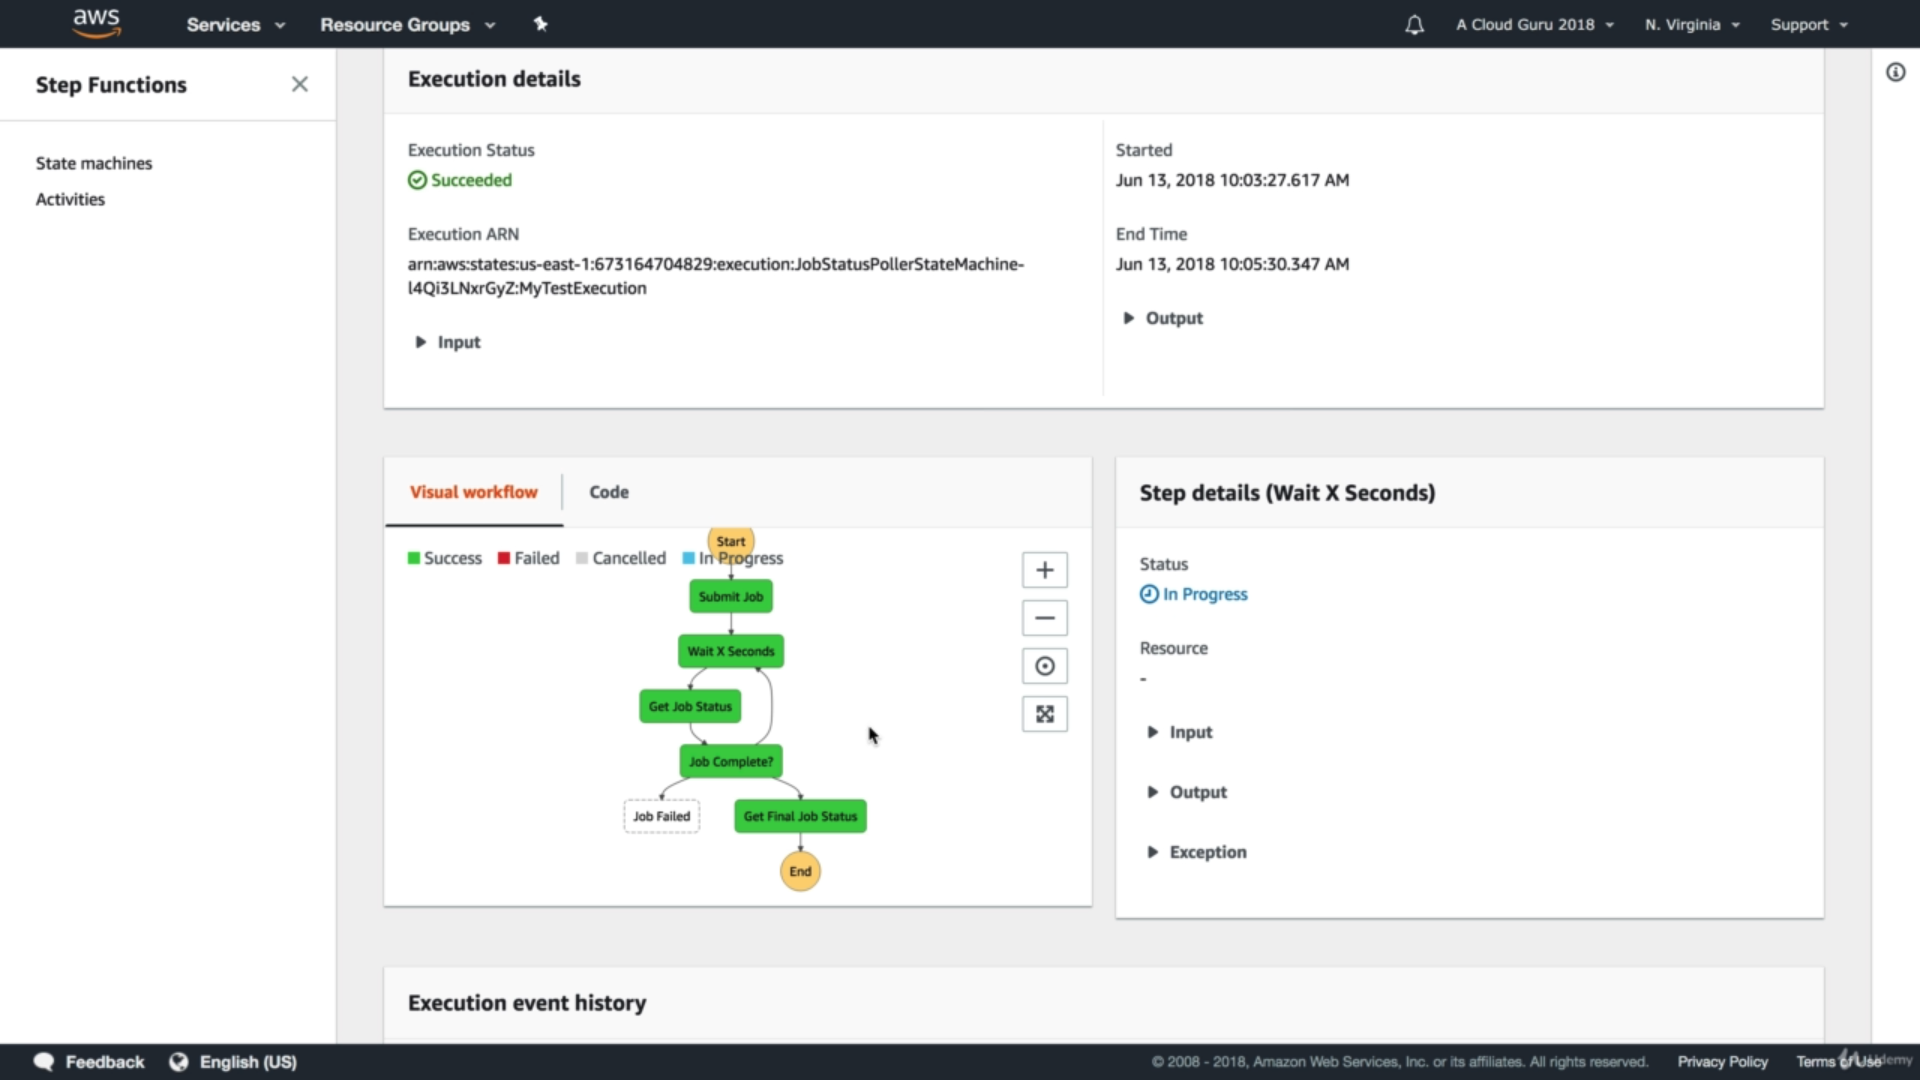 aws Services Resource Groups A Cloud Guru 2018 N. Virginia Support
Step Functions
State machines
Activities
Execution details
Execution Status
Succeeded
Execution ARN
arn:aws:states:us-east-1:673164704829:execution:JobStatusPollerStateMachine-
l4Qi3LNxrGyZ:MyTestExecution
Input
Started
Jun 13, 2018 10:03:27.617 AM
End Time
Jun 13, 2018 10:05:30.347 AM
Output
Visual workflow Code
Success Failed Cancelled In Progress
Start
Submit Job
Wait X Seconds
Get Job Status
Job Complete?
Job Failed Get Final Job Status
End
Step details (Wait X Seconds)
Status
In Progress
Resource
-
Input
Output
Exception
Execution event history
Feedback English (US) © 2008 - 2018, Amazon Web Services, Inc. or its affiliates. All rights reserved. Privacy Policy Terms of Use
Udemy